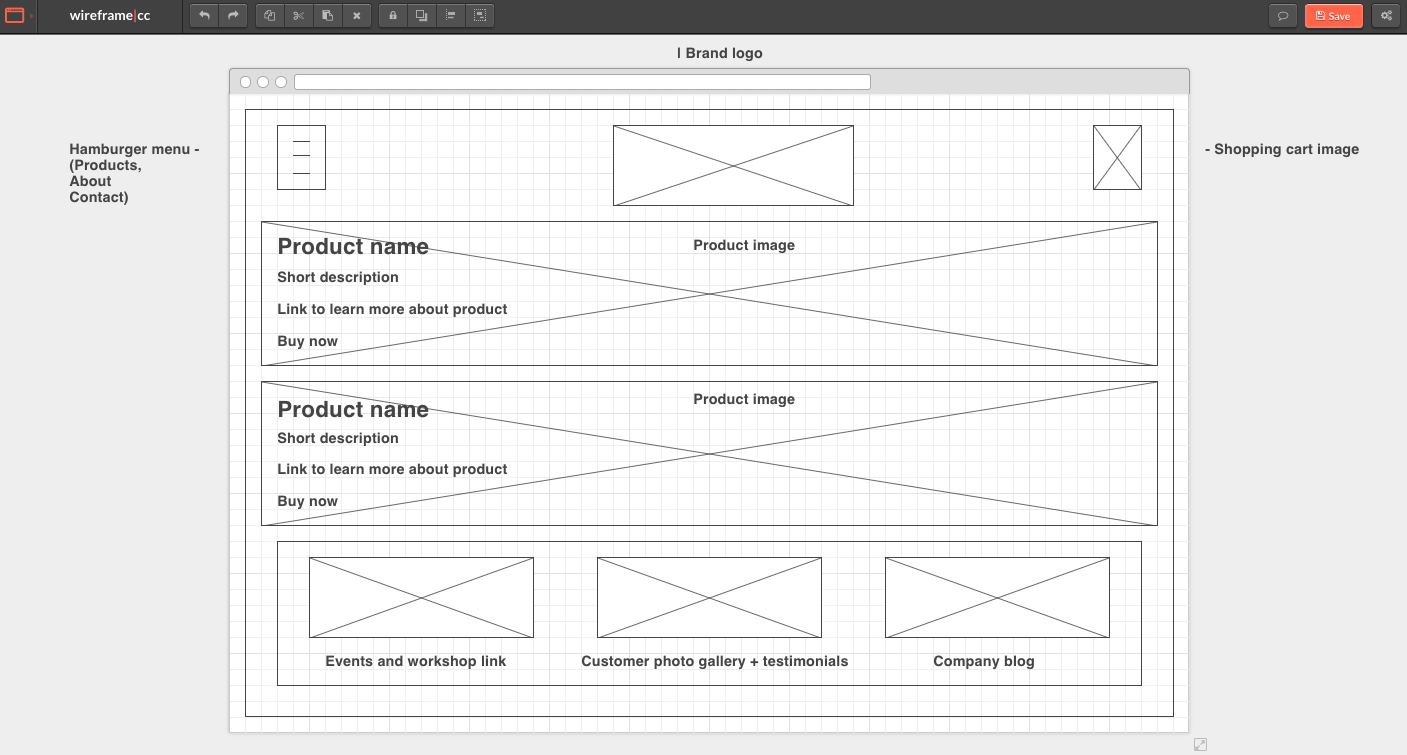 wireframe|cc
Save
| Brand logo
Hamburger menu -
(Products,
About
Contact)
- Shopping cart image
Product name
Product image
Short description
Link to learn more about product
Buy now
Product name
Product image
Short description
Link to learn more about product
Buy now
Events and workshop link
Customer photo gallery + testimonials
Company blog